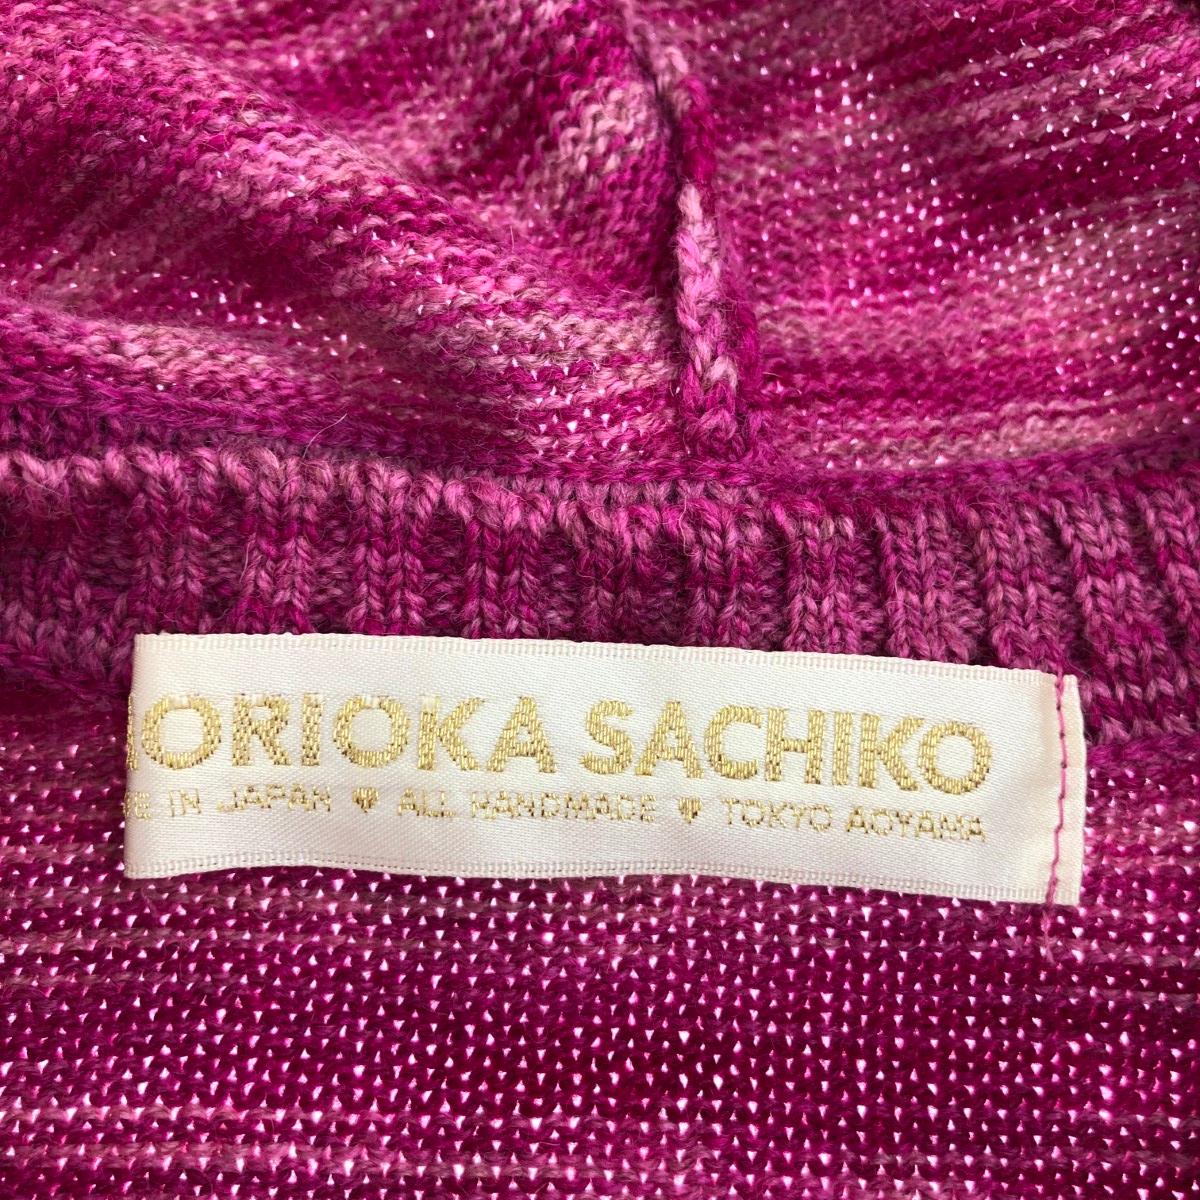 ORIOKA SACHIKO
E IN JAPAN ♥ ALL HANDMADE ♥ TOKYO AOYAMA